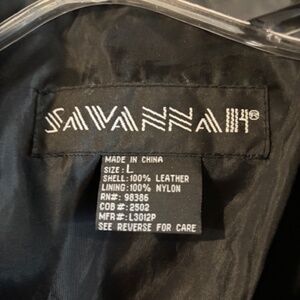 SAVANNAH®
MADE IN CHINA
SIZE: L
SHELL:100% LEATHER
LINING:100% NYLON
RN#: 98386
COB #: 2502
MFR#: L3012P
SEE REVERSE FOR CARE